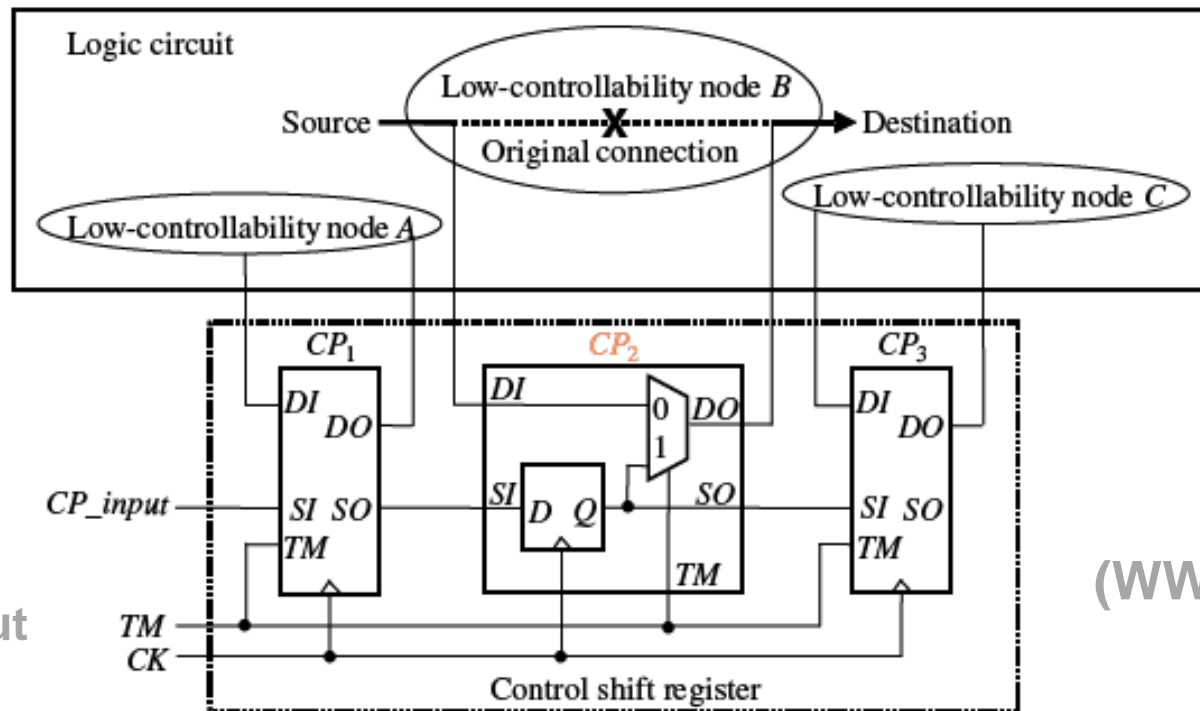 Logic circuit
Low-controllability node B
Source
Destination
Original connection
Low-controllability node A
Low-controllability node C
CP1
CP2
CP3
DI
DO
SI SO
TM
DI
0
1
DO
SI
D Q
SO
TM
DI
DO
SI SO
TM
CP_input
TM
CK
Control shift register
ut
(WW